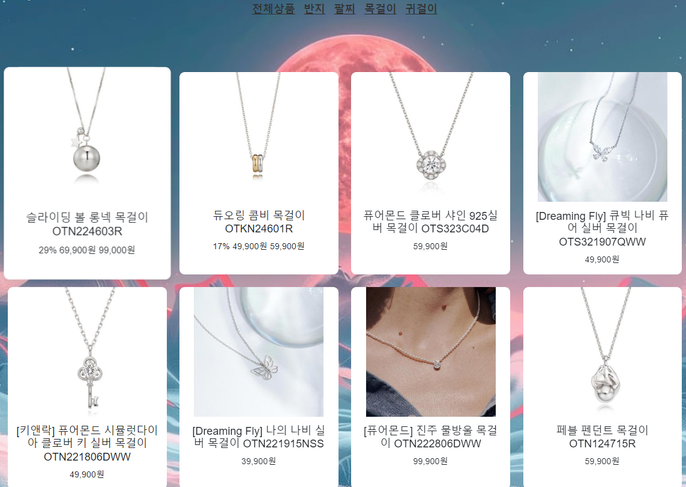 전체상품 반지 팔찌 목걸이 귀걸이
슬라이딩 볼 롱넥 목걸이
OTN224603R
29% 69,900원 99,000원
듀오링 콤비 목걸이
OTKN24601R
17% 49,900원 59,900원
퓨어몬드 클로버 샤인 925실
버 목걸이 OTS323C04D
59,900원
[Dreaming Fly] 큐빅 나비 퓨
어 실버 목걸이
OTS321907QWW
49,900원
[키앤락] 퓨어몬드 시뮬럿다이
아 클로버 키 실버 목걸이
OTN221806DWW
49,900원
[Dreaming Fly] 나의 나비 실
버 목걸이 OTN221915NSS
39,900원
[퓨어몬드] 진주 물방울 목걸
이 OTN222806DWW
99,900원
페블 펜던트 목걸이
OTN124715R
59,900원